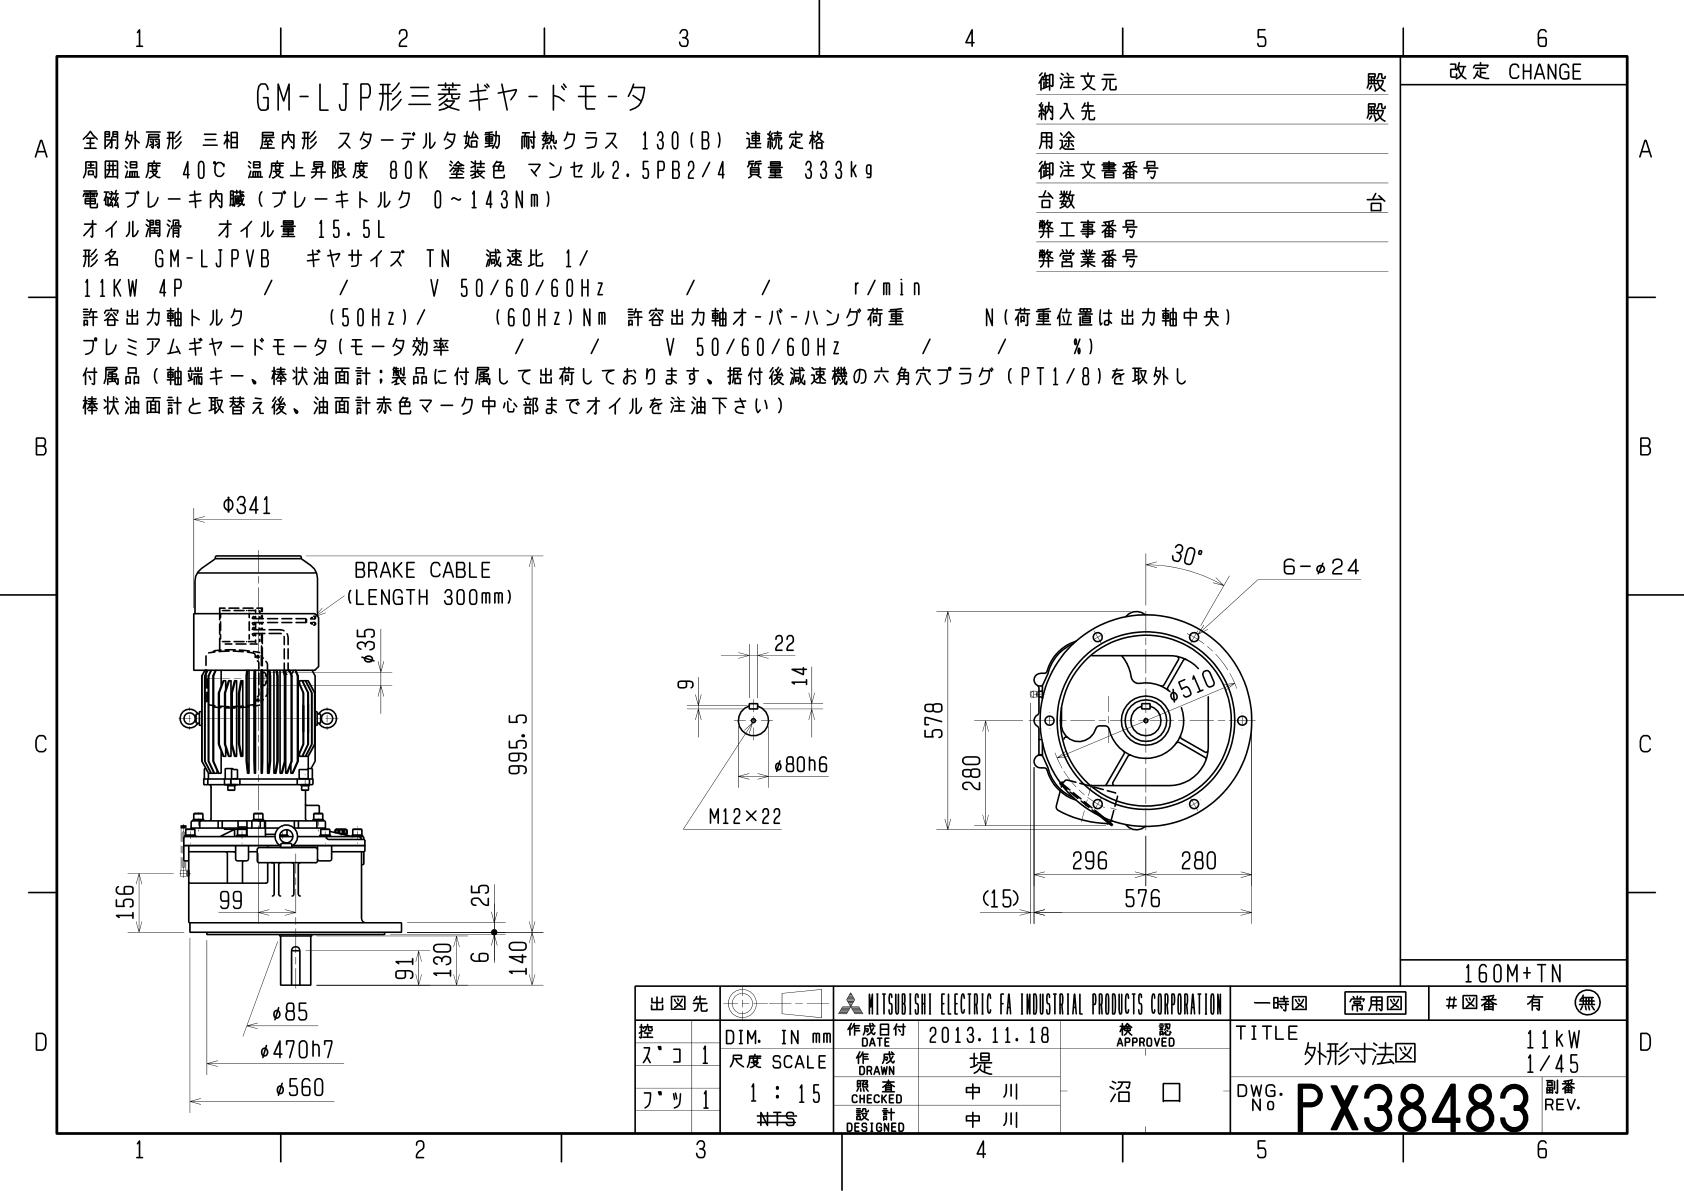 1 2 3 4 5 6
改定 CHANGE
GM-LJP形三菱ギヤードモータ
全閉外扇形 三相 屋内形 スターデルタ始動 耐熱クラス 130(B) 連続定格
周囲温度 40℃ 温度上昇限度 80K 塗装色 マンセル2.5PB2/4 質量 333kg
電磁ブレーキ内臓(ブレーキトルク 0~143Nm)
オイル潤滑 オイル量 15.5L
形名 GM-LJPVB ギヤサイズ TN 減速比 1/
11KW 4P / / V 50/60/60Hz / / r/min
許容出力軸トルク (50Hz)/ (60Hz)Nm 許容出力軸オーバーハング荷重 N(荷重位置は出力軸中央)
プレミアムギヤードモータ(モータ効率 / / V 50/60/60Hz / / %)
付属品(軸端キー、棒状油面計;製品に付属して出荷しております、据付後減速機の六角穴プラグ(PT1/8)を取外し
棒状油面計と取替え後、油面計赤色マーク中心部までオイルを注油下さい)
御注文元 殿
納入先 殿
用途
御注文書番号
台数 台
弊工事番号
弊営業番号
A A
B B
C C
D D
Φ341
BRAKE CABLE
(LENGTH 300mm)
φ35
995.5
156
99
25
6
140
130
91
φ85
φ470h7
φ560
22
9
14
φ80h6
M12×22
30°
6-φ24
φ510
578
280
296 280
(15) 576
160M+TN
出図先
MITSUBISHI ELECTRIC FA INDUSTRIAL PRODUCTS CORPORATION
一時図 常用図 #図番 有 無
控
ズコ 1
ブツ 1
DIM. IN mm
尺度 SCALE
1 : 15
NTS
作成日付 DATE 2013.11.18
作成 DRAWN 堤
照査 CHECKED 中川
設計 DESIGNED 中川
検認 APPROVED
沼口
TITLE
外形寸法図
11kW
1/45
DWG. No PX38483
副番 REV.
1 2 3 4 5 6